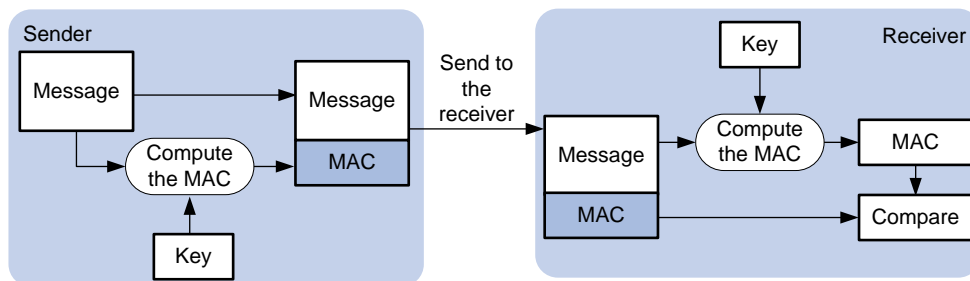 Sender
Message
Compute
the MAC
Key
Message
MAC
Send to
the
receiver
Receiver
Key
Message
MAC
Compute
the MAC
MAC
Compare